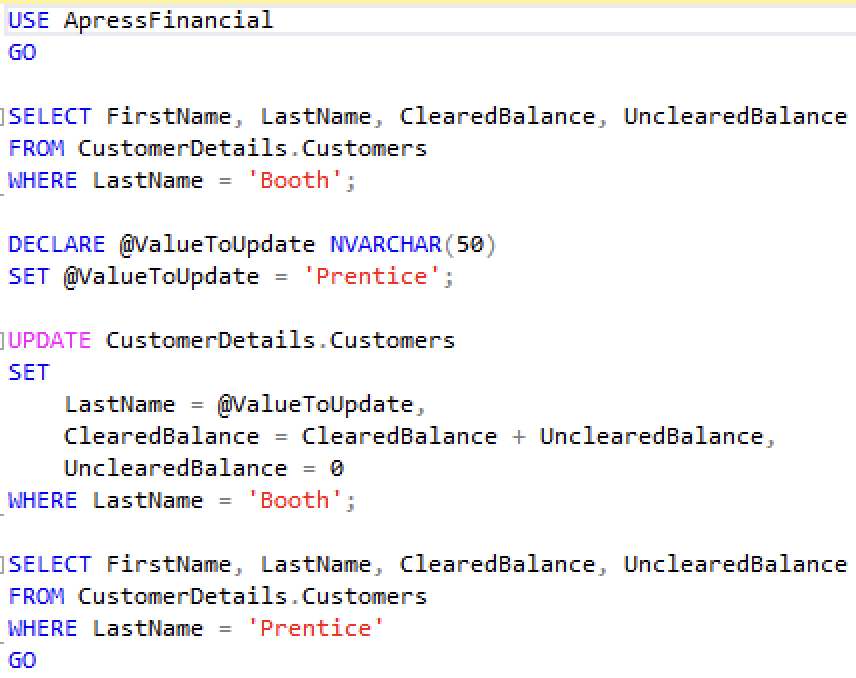 USE ApressFinancial
GO
SELECT FirstName, LastName, ClearedBalance, UnclearedBalance
FROM CustomerDetails.Customers
WHERE LastName = 'Booth';
DECLARE @ValueToUpdate NVARCHAR(50)
SET @ValueToUpdate = 'Prentice';
UPDATE CustomerDetails.Customers
SET
LastName = @ValueToUpdate,
ClearedBalance = ClearedBalance + UnclearedBalance,
UnclearedBalance = 0
WHERE LastName = 'Booth';
SELECT FirstName, LastName, ClearedBalance, UnclearedBalance
FROM CustomerDetails.Customers
WHERE LastName = 'Prentice'
GO